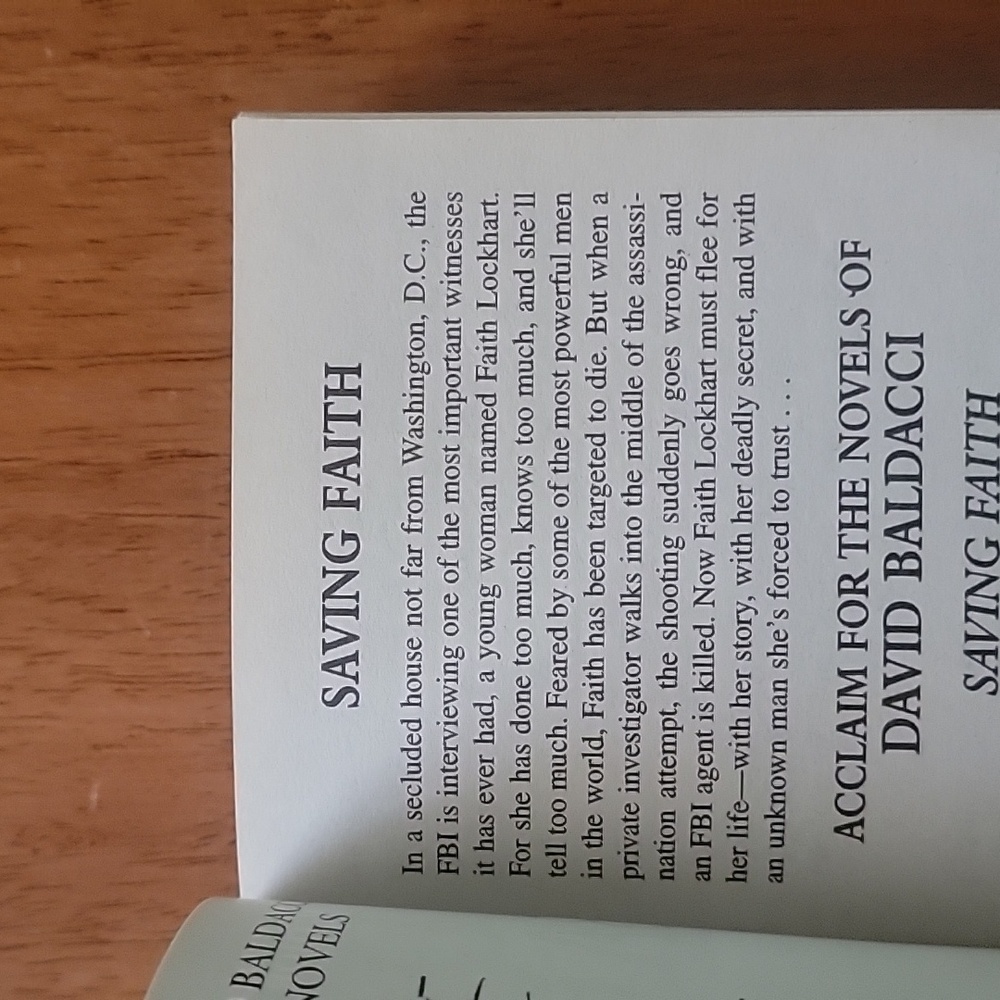 SAVING FAITH
In a secluded house not far from Washington, D.C., the
FBI is interviewing one of the most important witnesses
it has ever had, a young woman named Faith Lockhart.
For she has done too much, knows too much, and she'll
tell too much. Feared by some of the most powerful men
in the world, Faith has been targeted to die. But when a
private investigator walks into the middle of the assassi-
nation attempt, the shooting suddenly goes wrong, and
an FBI agent is killed. Now Faith Lockhart must flee for
her life—with her story, with her deadly secret, and with
an unknown man she's forced to trust . . .
ACCLAIM FOR THE NOVELS OF
DAVID BALDACCI
SAVING FAITH
NOVELS